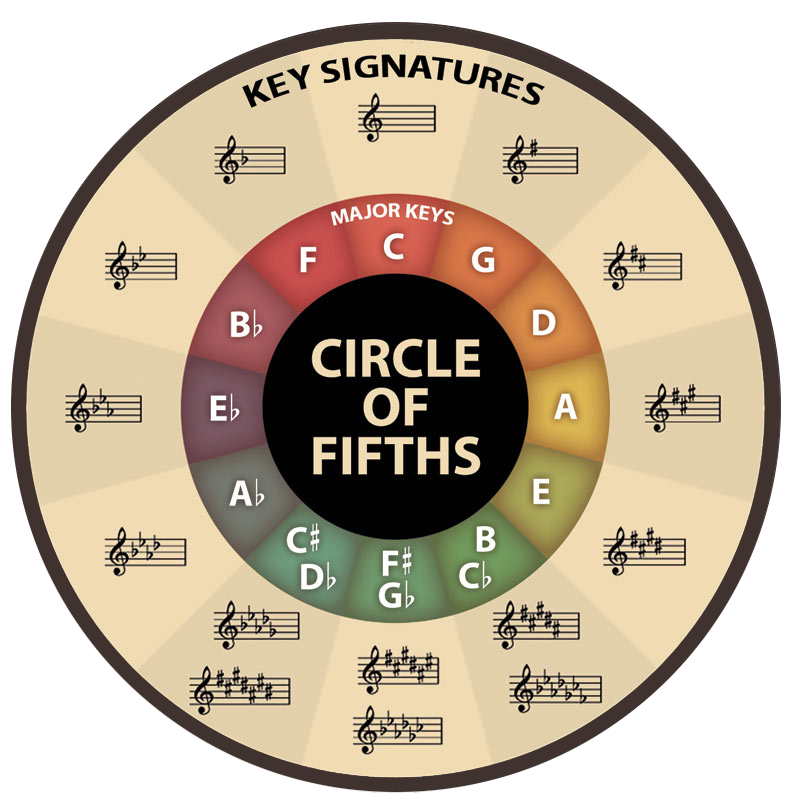 KEY SIGNATURES
MAJOR KEYS
C
G
D
A
E
B
C♭
F♯
G♭
C♯
D♭
A♭
E♭
B♭
F
CIRCLE
OF
FIFTHS